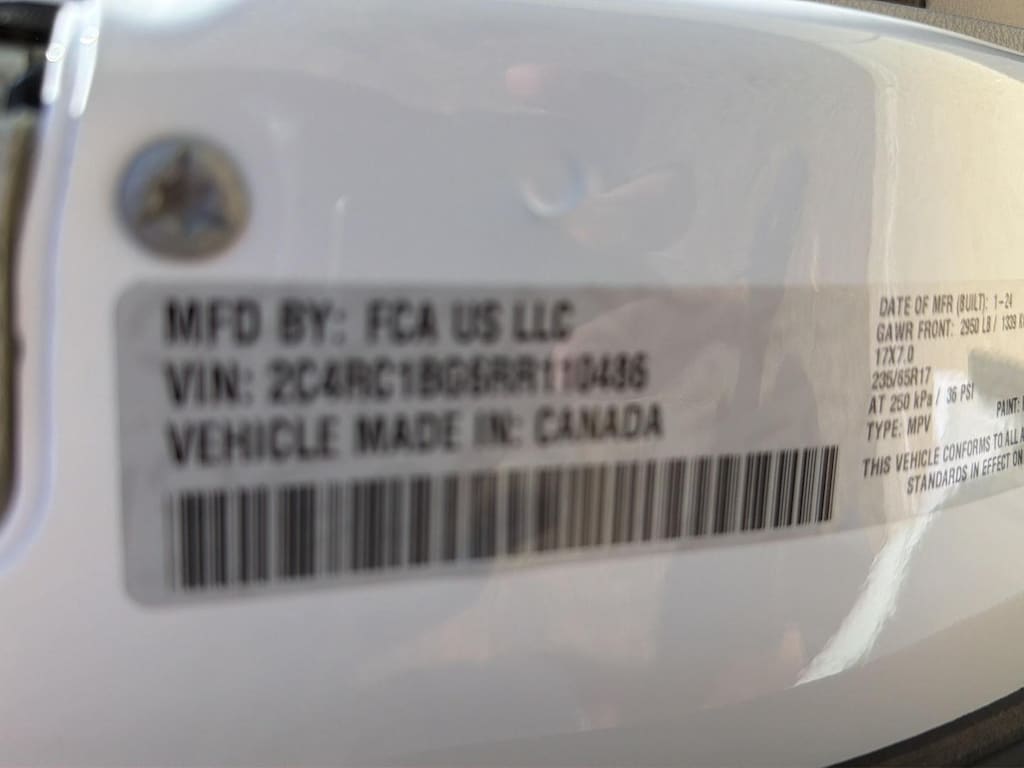 MFD BY: FCA US LLC
VIN: 2C4RC1BG6RR110486
VEHICLE MADE IN: CANADA
DATE OF MFR (BUILT): 1-24
GAWR FRONT: 2950 LB / 1339
17X7.0
235/65R17
AT 250 kPa / 36 PSI
PAINT:
TYPE: MPV
THIS VEHICLE CONFORMS TO ALL
STANDARDS IN EFFECT ON